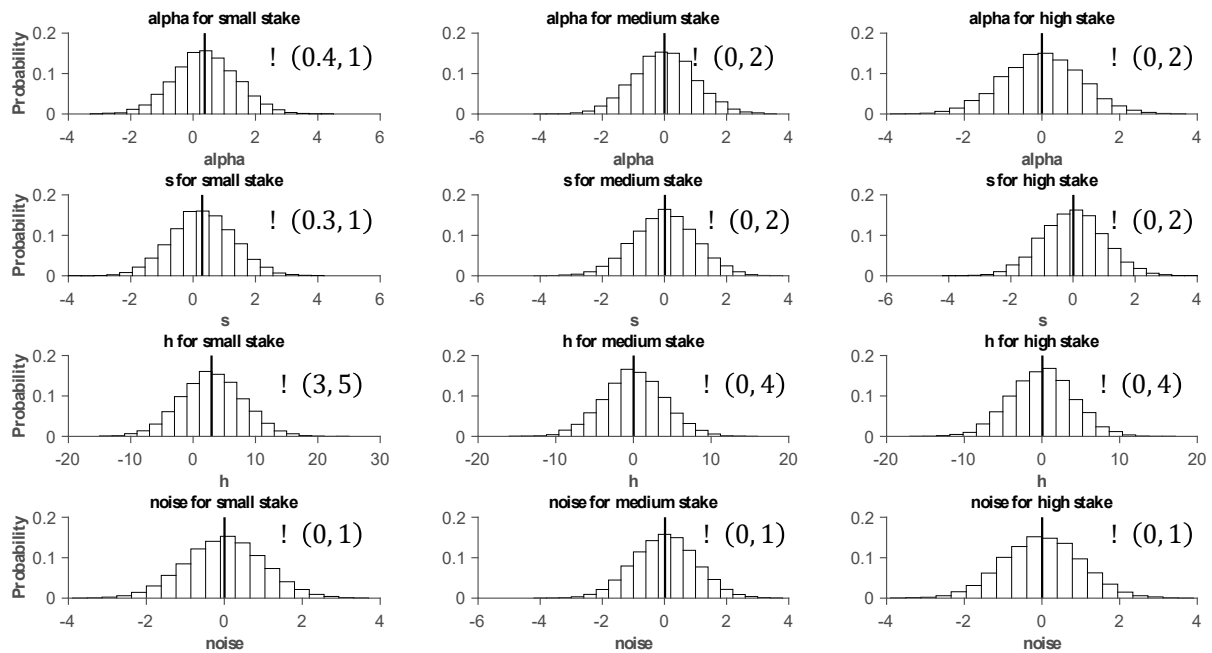 alpha for small stake
alpha for medium stake
alpha for high stake
Probability
0.2
0.1
0
! (0.4, 1)
-4 -2 0 2 4 6
alpha
0.2
0.1
0
! (0, 2)
-6 -4 -2 0 2 4
alpha
0.2
0.1
0
! (0, 2)
-4 -2 0 2 4
alpha
s for small stake
s for medium stake
s for high stake
Probability
0.2
0.1
0
! (0.3, 1)
-4 -2 0 2 4 6
s
0.2
0.1
0
! (0, 2)
-6 -4 -2 0 2 4
s
0.2
0.1
0
! (0, 2)
-6 -4 -2 0 2 4
s
h for small stake
h for medium stake
h for high stake
Probability
0.2
0.1
0
! (3, 5)
-20 -10 0 10 20 30
h
0.2
0.1
0
! (0, 4)
-20 -10 0 10 20
h
0.2
0.1
0
! (0, 4)
-20 -10 0 10 20
h
noise for small stake
noise for medium stake
noise for high stake
Probability
0.2
0.1
0
! (0, 1)
-4 -2 0 2 4
noise
0.2
0.1
0
! (0, 1)
-6 -4 -2 0 2 4
noise
0.2
0.1
0
! (0, 1)
-4 -2 0 2 4
noise